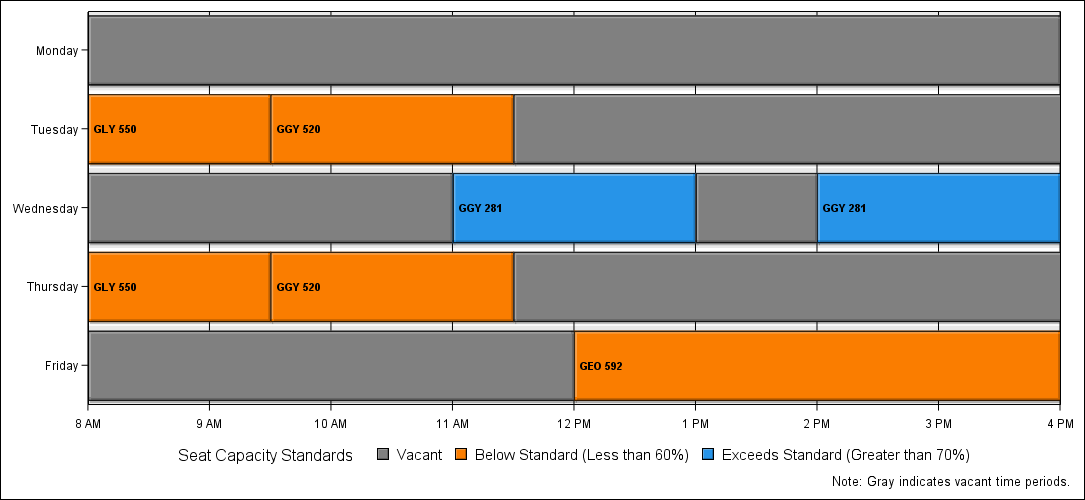 Monday
Tuesday
GLY 550
GGY 520
Wednesday
GGY 281
GGY 281
Thursday
GLY 550
GGY 520
Friday
GEO 592
8 AM 9 AM 10 AM 11 AM 12 PM 1 PM 2 PM 3 PM 4 PM
Seat Capacity Standards Vacant Below Standard (Less than 60%) Exceeds Standard (Greater than 70%)
Note: Gray indicates vacant time periods.